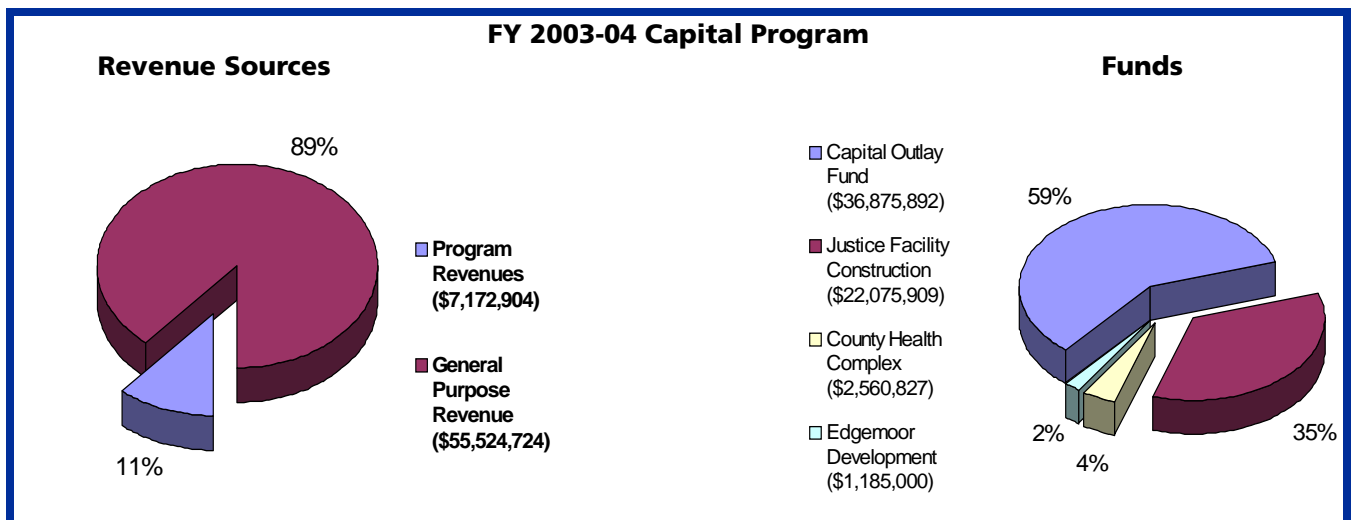 FY 2003-04 Capital Program
Revenue Sources
89%
11%
Program
Revenues
($7,172,904)
General
Purpose
Revenue
($55,524,724)
Funds
Capital Outlay
Fund
($36,875,892)
Justice Facility
Construction
($22,075,909)
County Health
Complex
($2,560,827)
Edgemoor
Development
($1,185,000)
59%
35%
2%
4%